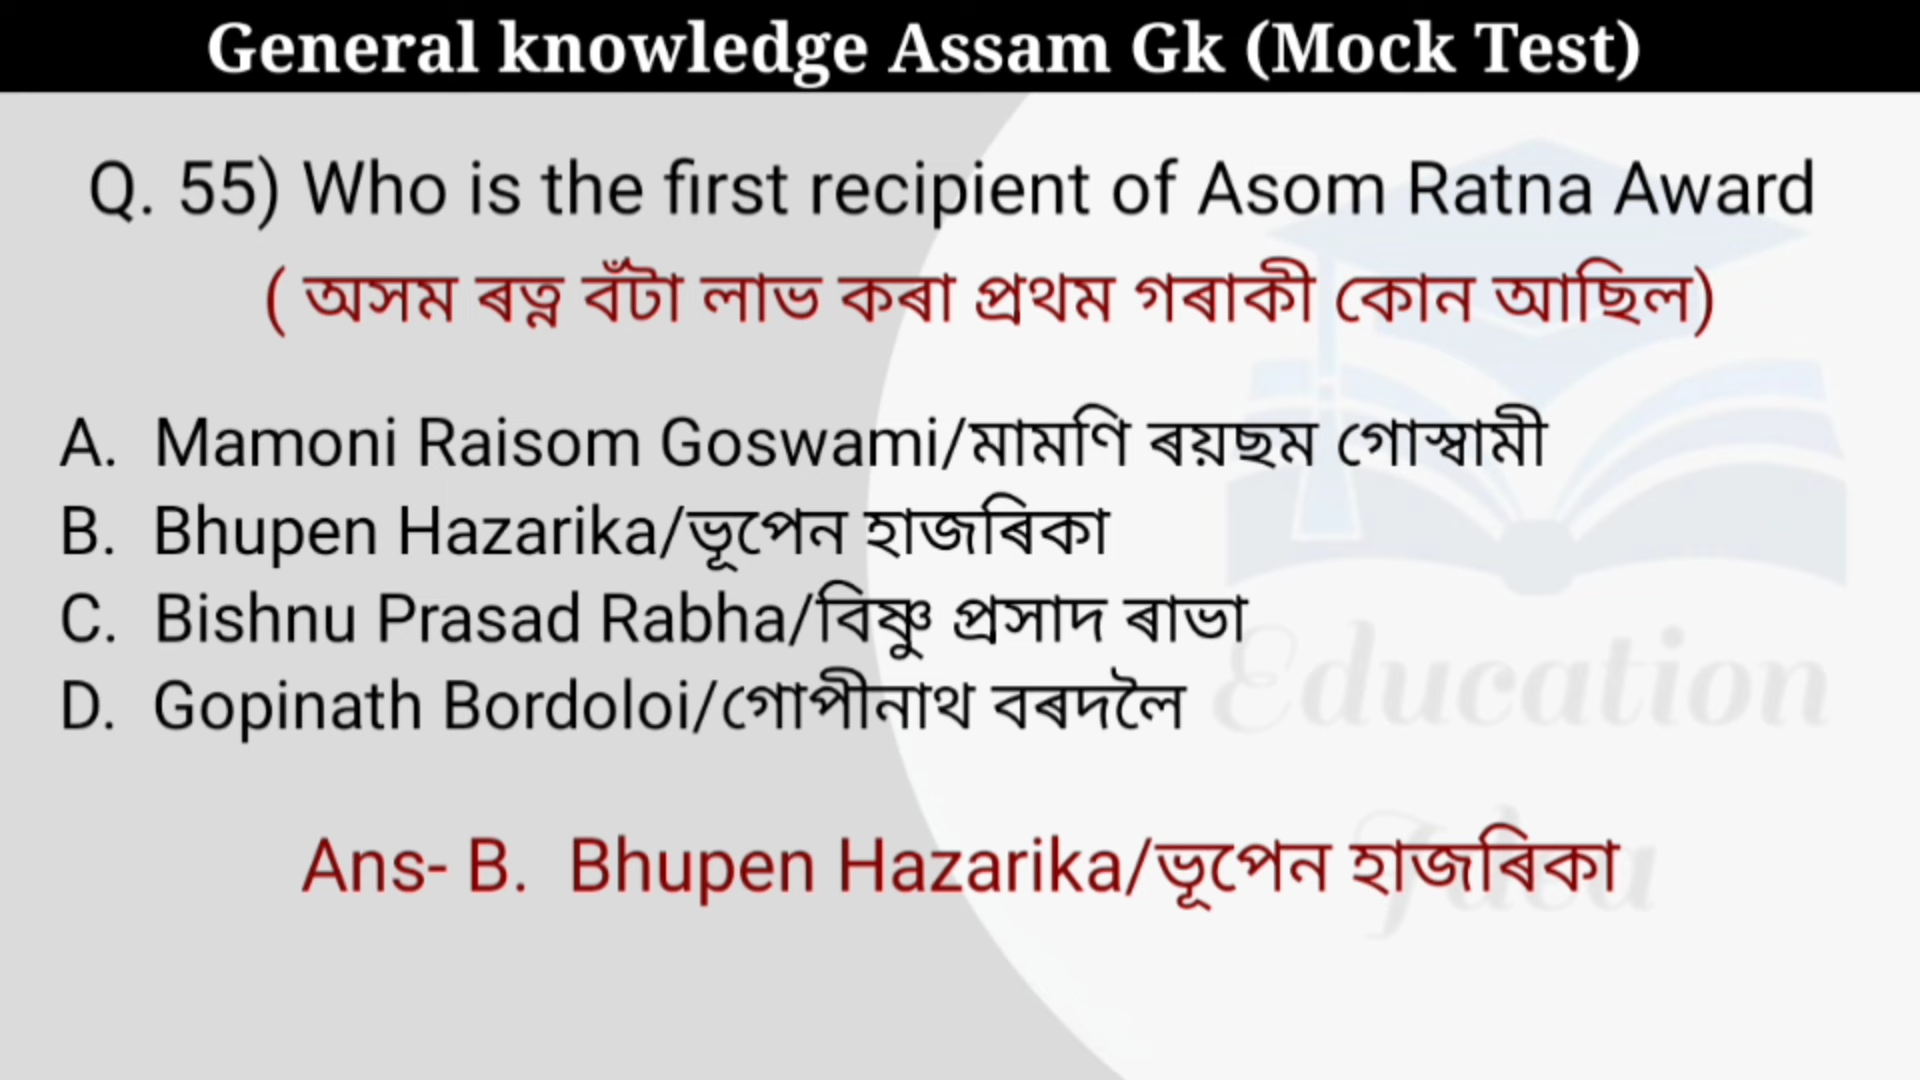 General knowledge Assam Gk (Mock Test)
Q. 55) Who is the first recipient of Asom Ratna Award
( অসম ৰত্ন বঁটা লাভ কৰা প্ৰথম গৰাকী কোন আছিল)
A. Mamoni Raisom Goswami/মামণি ৰয়ছম গোস্বামী
B. Bhupen Hazarika/ভূপেন হাজৰিকা
C. Bishnu Prasad Rabha/বিষ্ণু প্ৰসাদ ৰাভা
D. Gopinath Bordoloi/গোপীনাথ বৰদলৈ
Education
Idea
Ans- B. Bhupen Hazarika/ভূপেন হাজৰিকা